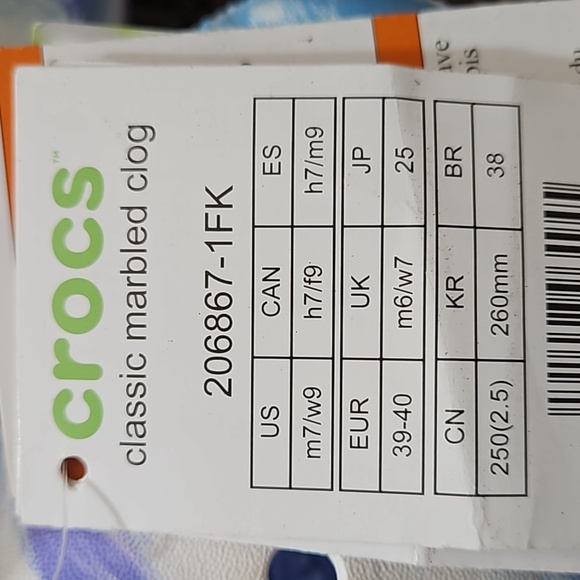 crocs™
classic marbled clog
206867-1FK
US CAN ES
m7/w9 h7/f9 h7/m9
EUR UK JP
39-40 m6/w7 25
CN KR BR
250(2.5) 260mm 38